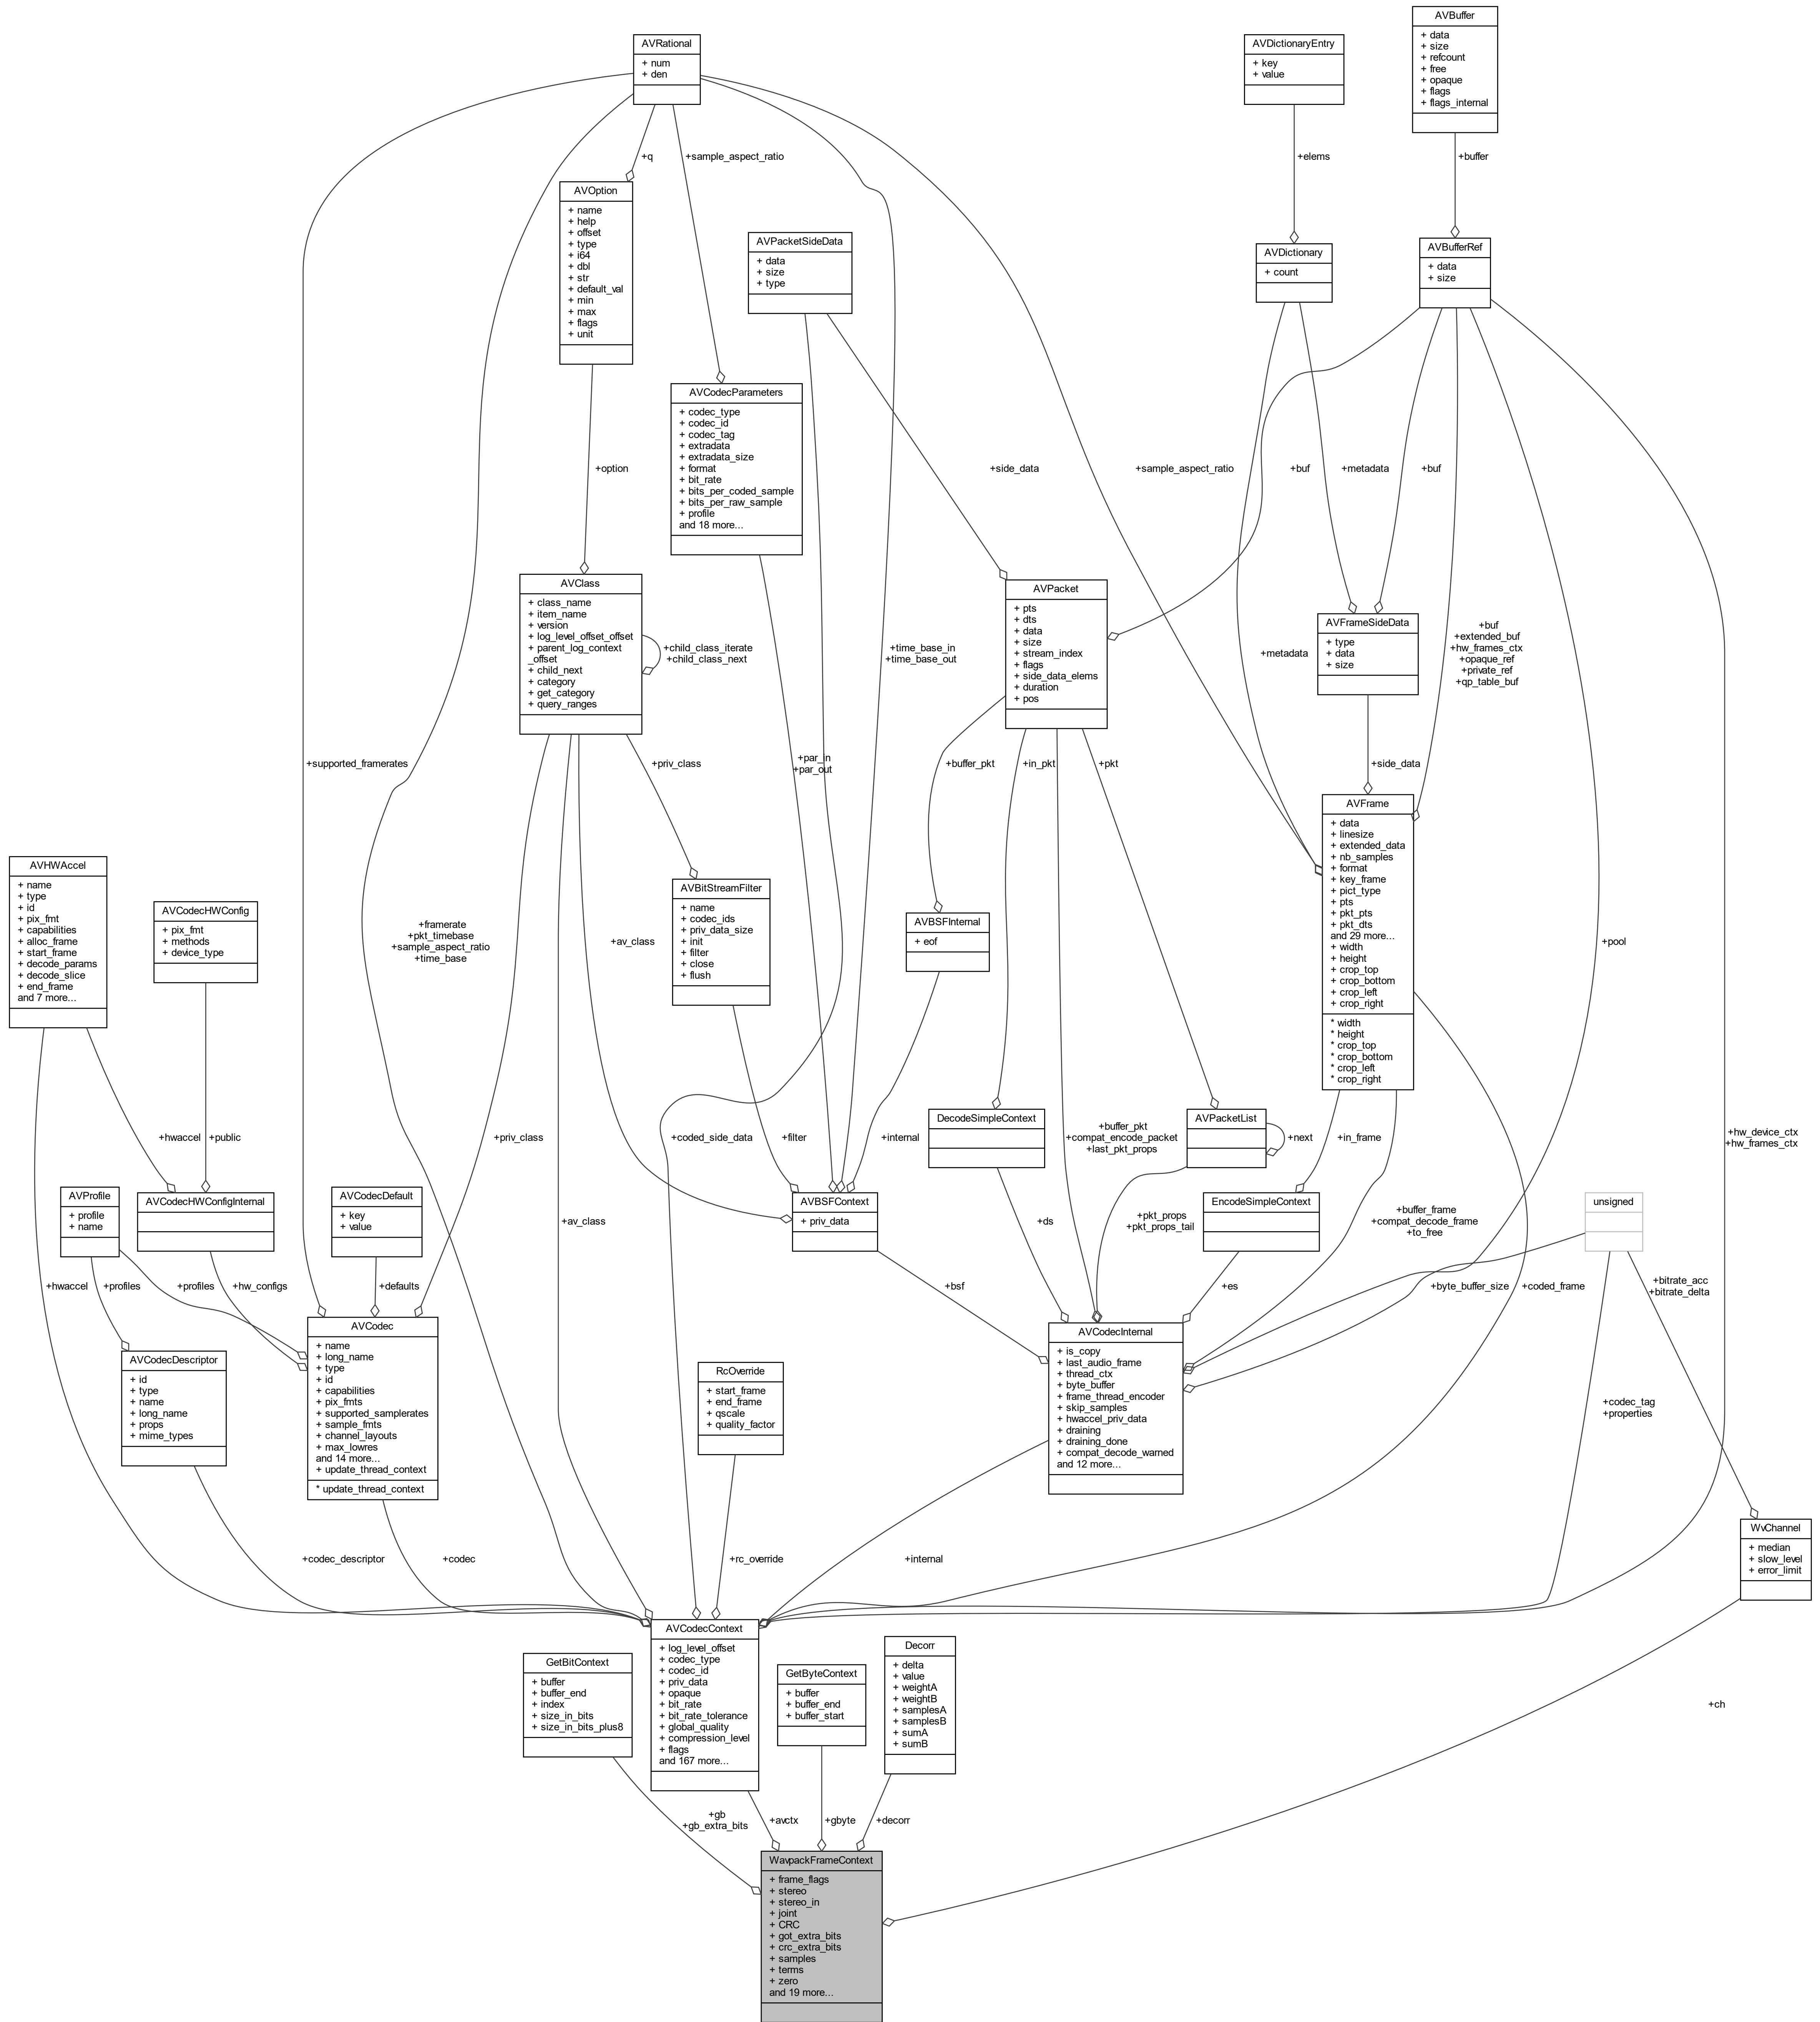 AVBuffer
+ data
+ size
+ refcount
+ free
+ opaque
+ flags
+ flags_internal
AVRational
+ num
+ den
AVDictionaryEntry
+ key
+ value
+q
+sample_aspect_ratio
+elems
+buffer
AVOption
+ name
+ help
+ offset
+ type
+ i64
+ dbl
+ str
+ default_val
+ min
+ max
+ flags
+ unit
AVPacketSideData
+ data
+ size
+ type
AVDictionary
+ count
AVBufferRef
+ data
+ size
AVCodecParameters
+ codec_type
+ codec_id
+ codec_tag
+ extradata
+ extradata_size
+ format
+ bit_rate
+ bits_per_coded_sample
+ bits_per_raw_sample
+ profile
and 18 more...
+option
+side_data
+sample_aspect_ratio
+buf
+metadata
+buf
AVClass
+ class_name
+ item_name
+ version
+ log_level_offset_offset
+ parent_log_context
_offset
+ child_next
+ category
+ get_category
+ query_ranges
+child_class_iterate
+child_class_next
+time_base_in
+time_base_out
AVPacket
+ pts
+ dts
+ data
+ size
+ stream_index
+ flags
+ side_data_elems
+ duration
+ pos
+metadata
AVFrameSideData
+ type
+ data
+ size
+buf
+extended_buf
+hw_frames_ctx
+opaque_ref
+private_ref
+qp_table_buf
+supported_framerates
+priv_class
+par_in
+par_out
+buffer_pkt
+in_pkt
+pkt
+side_data
AVFrame
+ data
+ linesize
+ extended_data
+ nb_samples
+ format
+ key_frame
+ pict_type
+ pts
+ pkt_pts
+ pkt_dts
and 29 more...
+ width
+ height
+ crop_top
+ crop_bottom
+ crop_left
+ crop_right
* width
* height
* crop_top
* crop_bottom
* crop_left
* crop_right
AVHWAccel
+ name
+ type
+ id
+ pix_fmt
+ capabilities
+ alloc_frame
+ start_frame
+ decode_params
+ decode_slice
+ end_frame
and 7 more...
AVCodecHWConfig
+ pix_fmt
+ methods
+ device_type
+framerate
+pkt_timebase
+sample_aspect_ratio
+time_base
+av_class
AVBitStreamFilter
+ name
+ codec_ids
+ priv_data_size
+ init
+ filter
+ close
+ flush
AVBSFInternal
+ eof
+pool
+hwaccel
+public
+priv_class
+coded_side_data
+filter
+internal
DecodeSimpleContext
+buffer_pkt
+compat_encode_packet
+last_pkt_props
AVPacketList
+next
+in_frame
+hw_device_ctx
+hw_frames_ctx
AVProfile
+ profile
+ name
AVCodecHWConfigInternal
AVCodecDefault
+ key
+ value
+av_class
AVBSFContext
+ priv_data
+ds
+pkt_props
+pkt_props_tail
EncodeSimpleContext
+buffer_frame
+compat_decode_frame
+to_free
unsigned
+hwaccel
+profiles
+profiles
+hw_configs
+defaults
+bsf
+es
+byte_buffer_size
+coded_frame
+bitrate_acc
+bitrate_delta
AVCodecDescriptor
+ id
+ type
+ name
+ long_name
+ props
+ mime_types
AVCodec
+ name
+ long_name
+ type
+ id
+ capabilities
+ pix_fmts
+ supported_samplerates
+ sample_fmts
+ channel_layouts
+ max_lowres
and 14 more...
+ update_thread_context
* update_thread_context
RcOverride
+ start_frame
+ end_frame
+ qscale
+ quality_factor
AVCodecInternal
+ is_copy
+ last_audio_frame
+ thread_ctx
+ byte_buffer
+ frame_thread_encoder
+ skip_samples
+ hwaccel_priv_data
+ draining
+ draining_done
+ compat_decode_warned
and 12 more...
+codec_tag
+properties
WvChannel
+ median
+ slow_level
+ error_limit
+codec_descriptor
+codec
+rc_override
+internal
AVCodecContext
+ log_level_offset
+ codec_type
+ codec_id
+ priv_data
+ opaque
+ bit_rate
+ bit_rate_tolerance
+ global_quality
+ compression_level
+ flags
and 167 more...
GetBitContext
+ buffer
+ buffer_end
+ index
+ size_in_bits
+ size_in_bits_plus8
GetByteContext
+ buffer
+ buffer_end
+ buffer_start
Decorr
+ delta
+ value
+ weightA
+ weightB
+ samplesA
+ samplesB
+ sumA
+ sumB
+ch
+gb
+gb_extra_bits
+avctx
+gbyte
+decorr
WavpackFrameContext
+ frame_flags
+ stereo
+ stereo_in
+ joint
+ CRC
+ got_extra_bits
+ crc_extra_bits
+ samples
+ terms
+ zero
and 19 more...